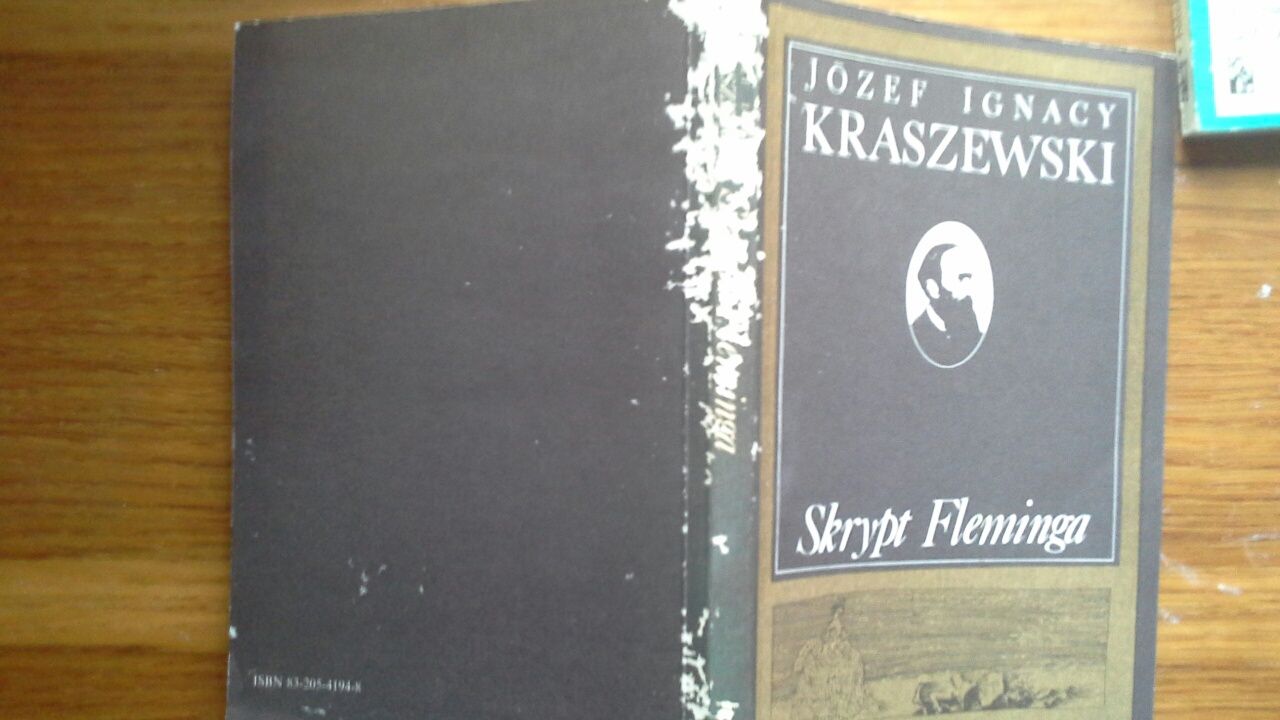 JÓZEF IGNACY
KRASZEWSKI
Skrypt Fleminga
ISBN 83-205-4194-8